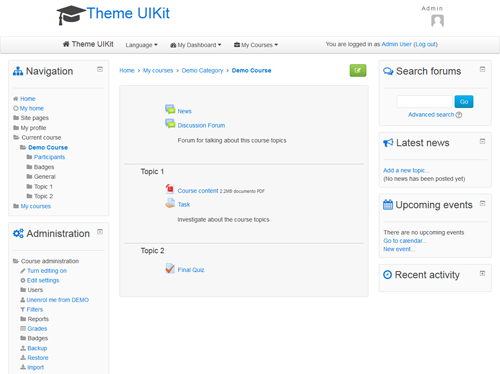 Theme UIKit
Admin
Theme UIKit
Language
My Dashboard
My Courses
You are logged in as Admin User (Log out)
Navigation
Home
My home
Site pages
My profile
Current course
Demo Course
Participants
Badges
General
Topic 1
Topic 2
My courses
Administration
Course administration
Turn editing on
Edit settings
Users
Unenrol me from DEMO
Filters
Reports
Grades
Badges
Backup
Restore
Import
Home
My courses
Demo Category
Demo Course
News
Discussion Forum
Forum for talking about this course topics
Topic 1
Course content 2.2MB documento PDF
Task
Investigate about the course topics
Topic 2
Final Quiz
Search forums
Go
Advanced search
Latest news
Add a new topic...
(No news has been posted yet)
Upcoming events
There are no upcoming events
Go to calendar...
New event...
Recent activity